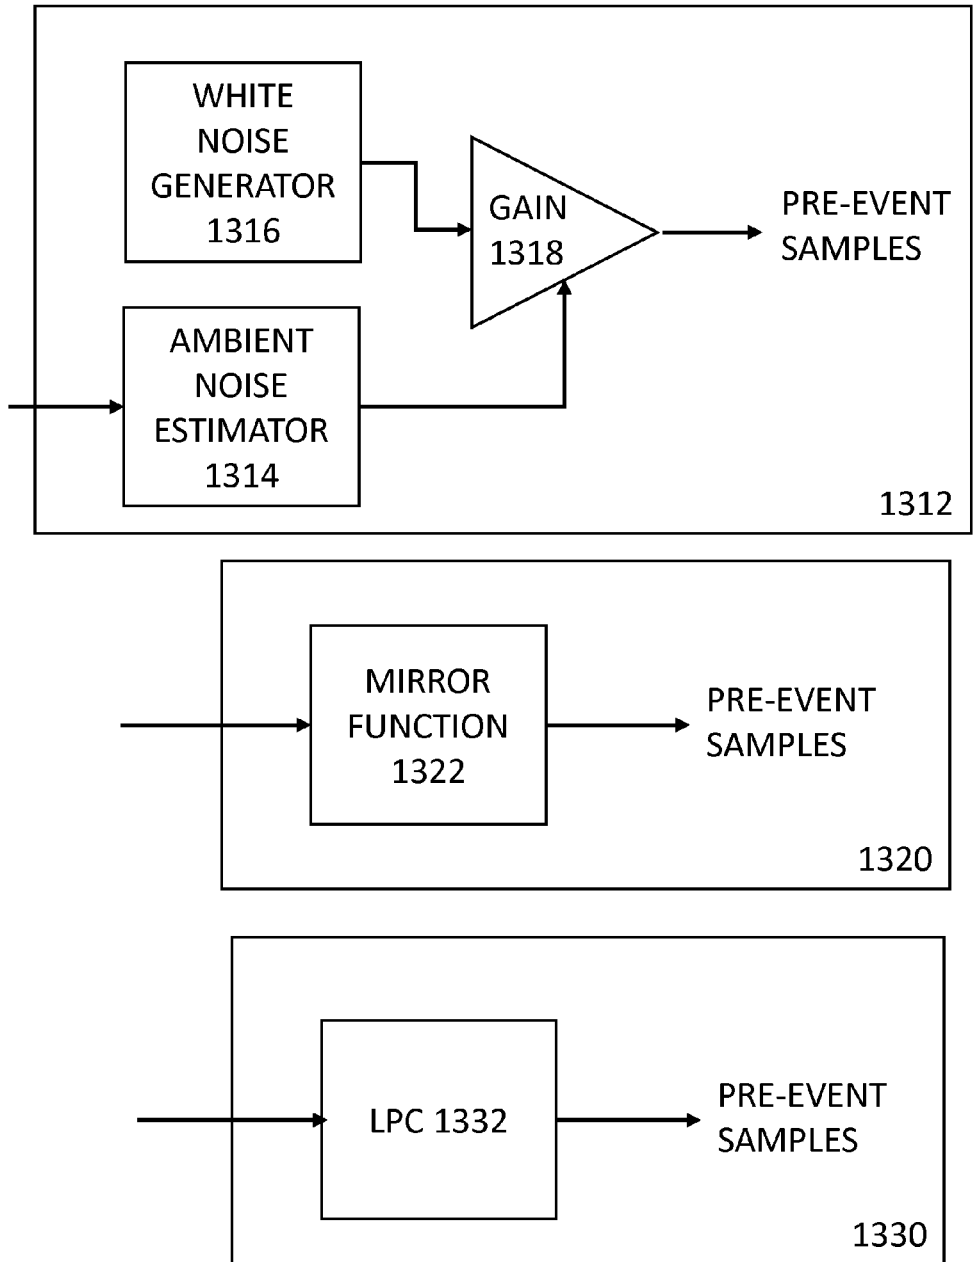 WHITE
NOISE
GENERATOR
1316
GAIN
1318
PRE-EVENT
SAMPLES
AMBIENT
NOISE
ESTIMATOR
1314
1312
MIRROR
FUNCTION
1322
PRE-EVENT
SAMPLES
1320
LPC 1332
PRE-EVENT
SAMPLES
1330